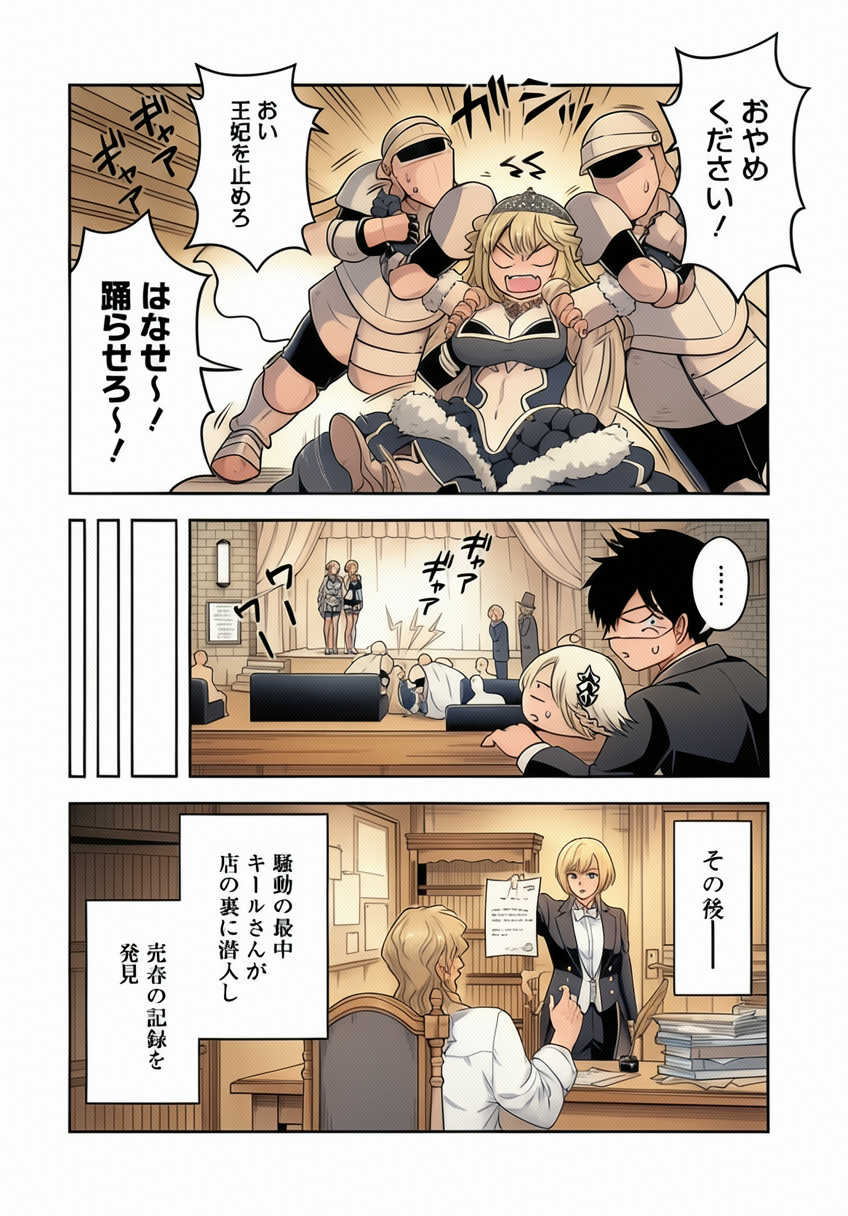 おやめ
ください!
ガシッ
おい
王妃を止めろ
ギャア
ギャア
はなせ〜!
踊らせろ〜!
……
ギャア
ギャア
ワー
ワー
その後──
騒動の最中
キールさんが
店の裏に潜入し
売春の記録を
発見